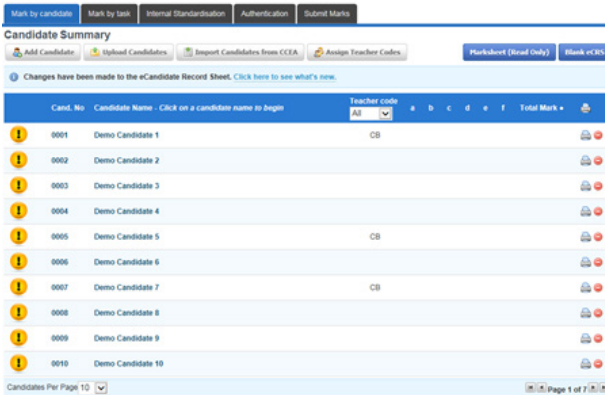 Mark by candidate Mark by task Internal Standardisation Authentication Submit Marks
Candidate Summary
Add Candidate Upload Candidates Import Candidates from CCEA Assign Teacher Codes Marksheet (Read Only) Blank eCRS
Changes have been made to the eCandidate Record Sheet. Click here to see what's new.
Cand. No Candidate Name - Click on a candidate name to begin Teacher code All a b c d e f Total Mark
0001 Demo Candidate 1 CB
0002 Demo Candidate 2
0003 Demo Candidate 3
0004 Demo Candidate 4
0005 Demo Candidate 5 CB
0006 Demo Candidate 6
0007 Demo Candidate 7 CB
0008 Demo Candidate 8
0009 Demo Candidate 9
0010 Demo Candidate 10
Candidates Per Page 10 Page 1 of 7